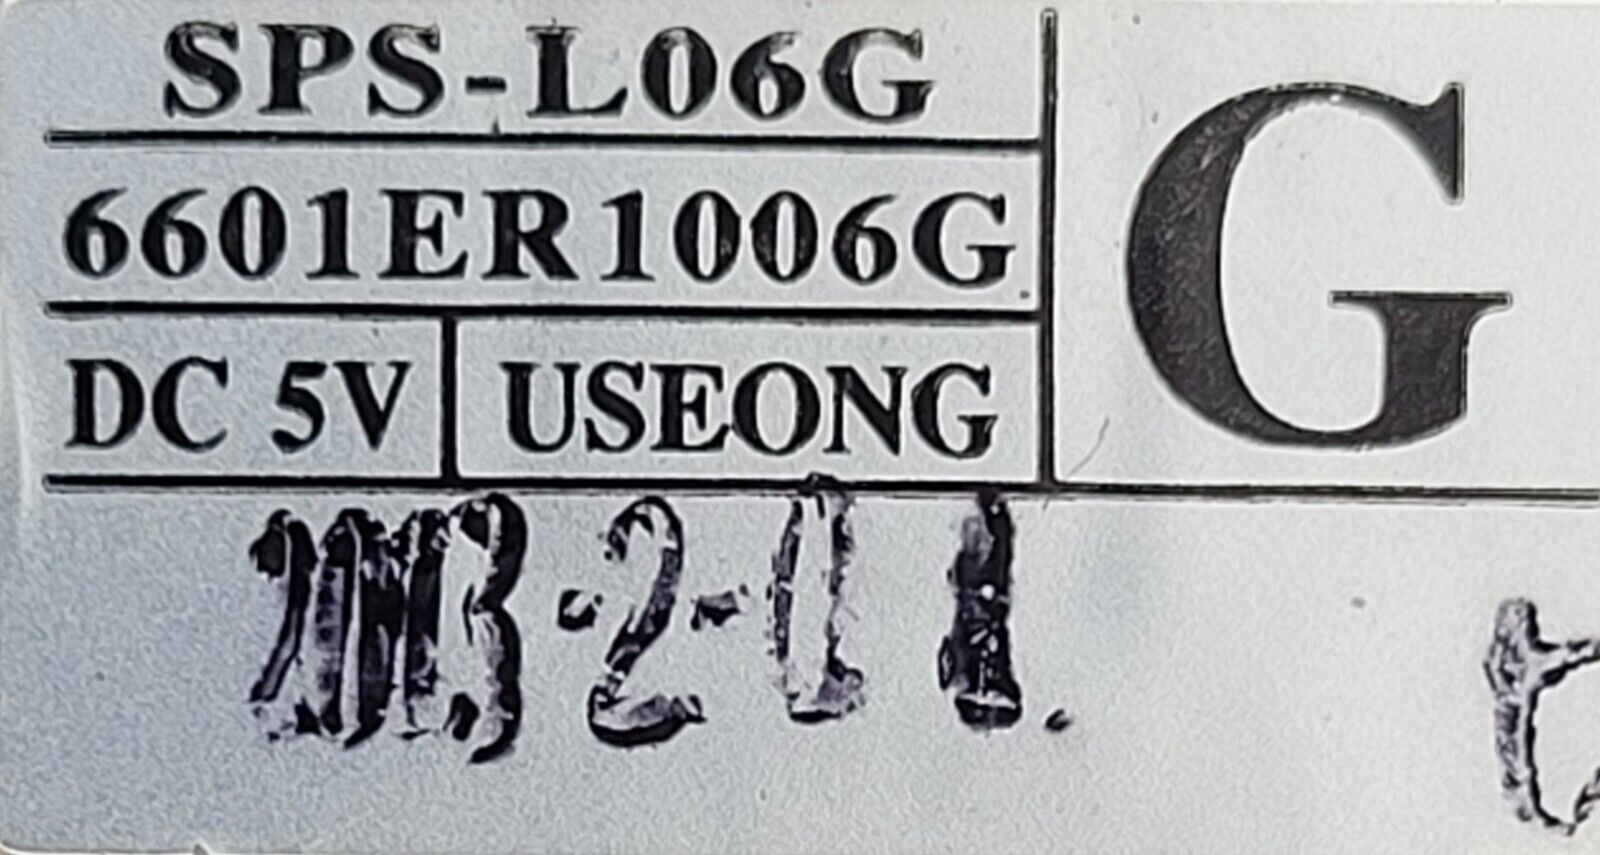 SPS-L06G
6601ER1006G
DC 5V USEONG
G